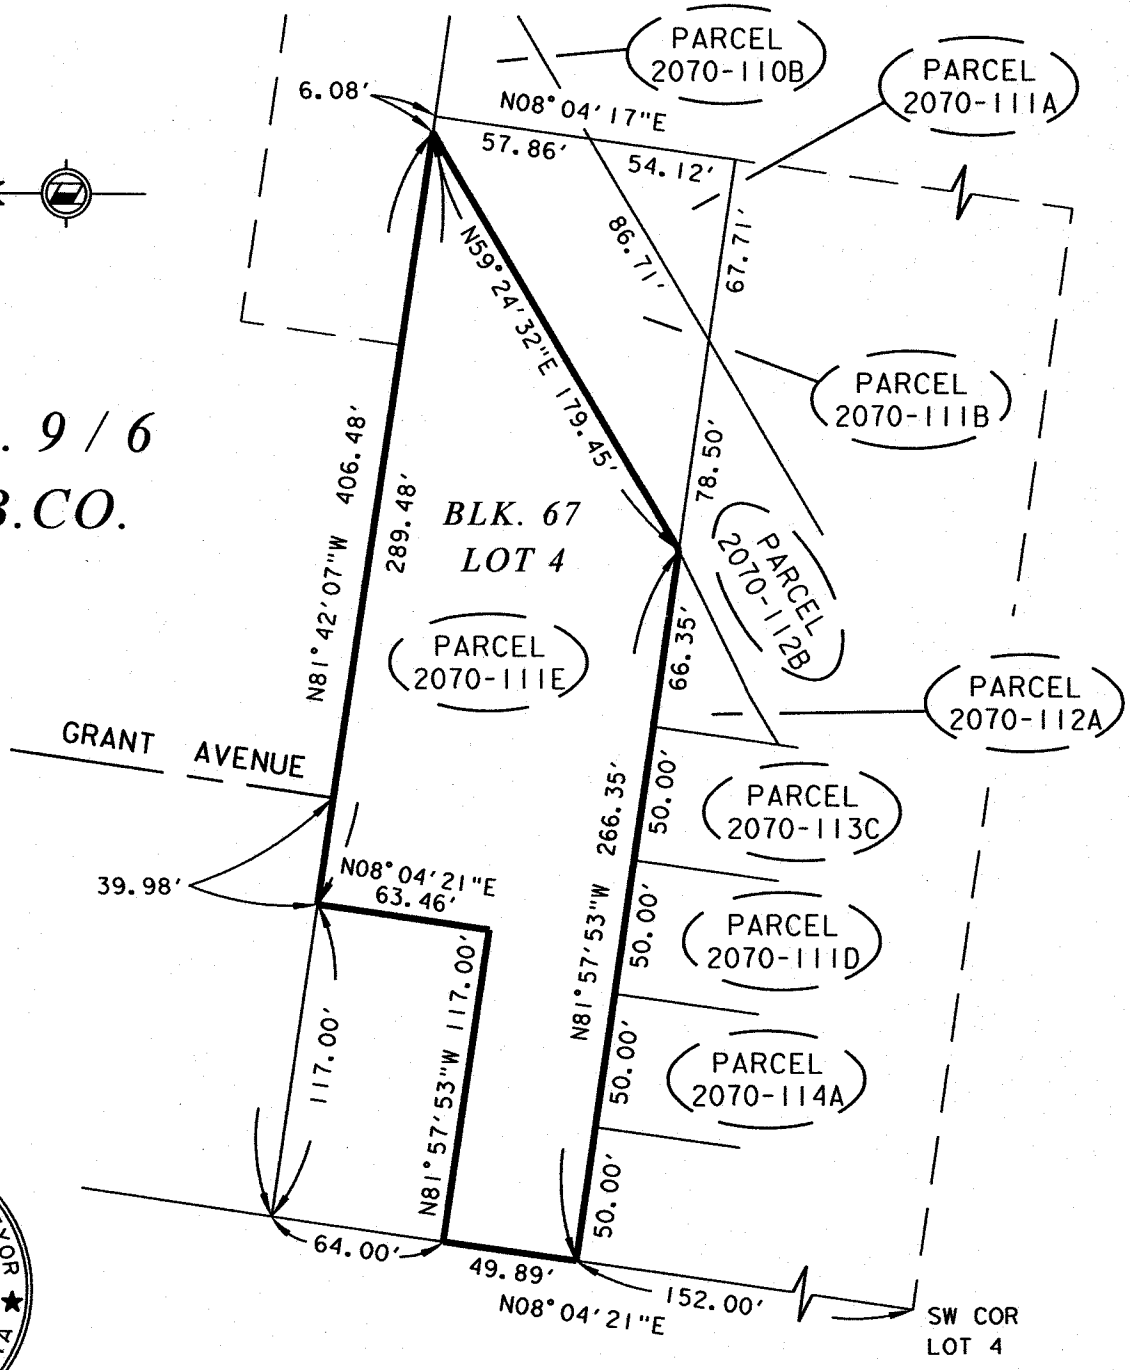 PARCEL
2070-110B
PARCEL
2070-111A
6.08'
N08°04'17"E
57.86'
54.12'
86.71'
67.71'
N59°24'32"E 179.45'
PARCEL
2070-111B
. 9 / 6
B.CO.
N81°42'07"W 406.48'
289.48'
BLK. 67
LOT 4
78.50'
PARCEL
2070-112B
PARCEL
2070-111E
66.35'
PARCEL
2070-112A
GRANT AVENUE
N81°57'53"W 266.35'
50.00'
PARCEL
2070-113C
39.98'
N08°04'21"E
63.46'
50.00'
PARCEL
2070-111D
117.00'
N81°57'53"W 117.00'
50.00'
PARCEL
2070-114A
50.00'
64.00'
49.89'
N08°04'21"E
152.00'
SW COR
LOT 4
YOR ★